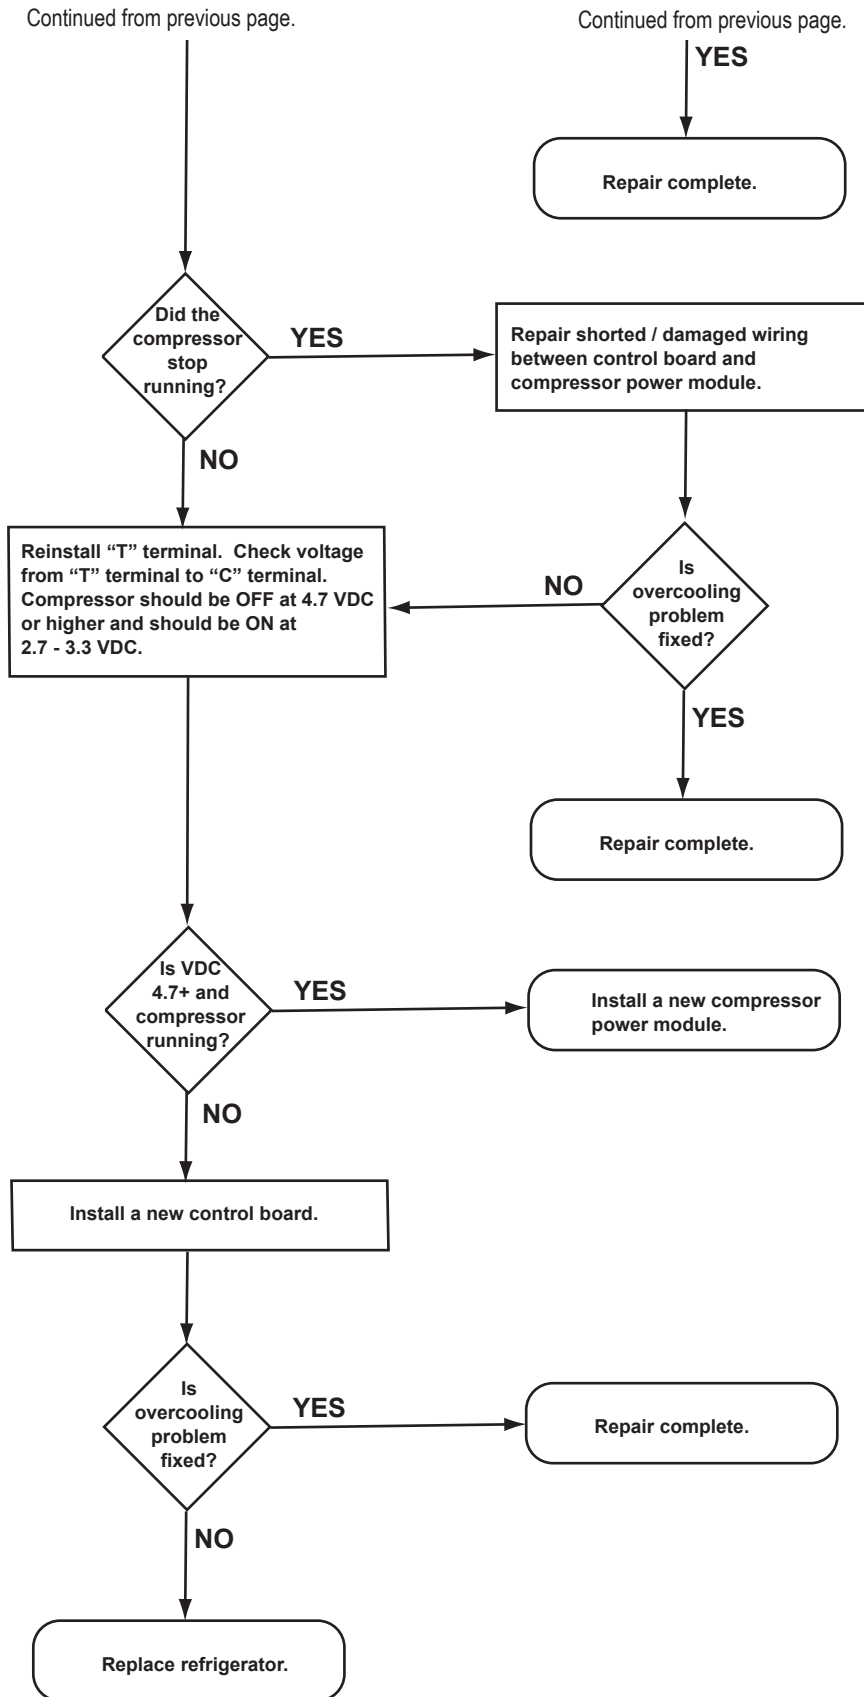 Continued from previous page.
Continued from previous page.
YES
Repair complete.
Did the
compressor
stop
running?
YES
Repair shorted / damaged wiring
between control board and
compressor power module.
NO
Reinstall “T” terminal.  Check voltage
from “T” terminal to “C” terminal.
Compressor should be OFF at 4.7 VDC
or higher and should be ON at
2.7 - 3.3 VDC.
NO
Is
overcooling
problem
fixed?
YES
Repair complete.
Is VDC
4.7+ and
compressor
running?
YES
Install a new compressor
power module.
NO
Install a new control board.
Is
overcooling
problem
fixed?
YES
Repair complete.
NO
Replace refrigerator.